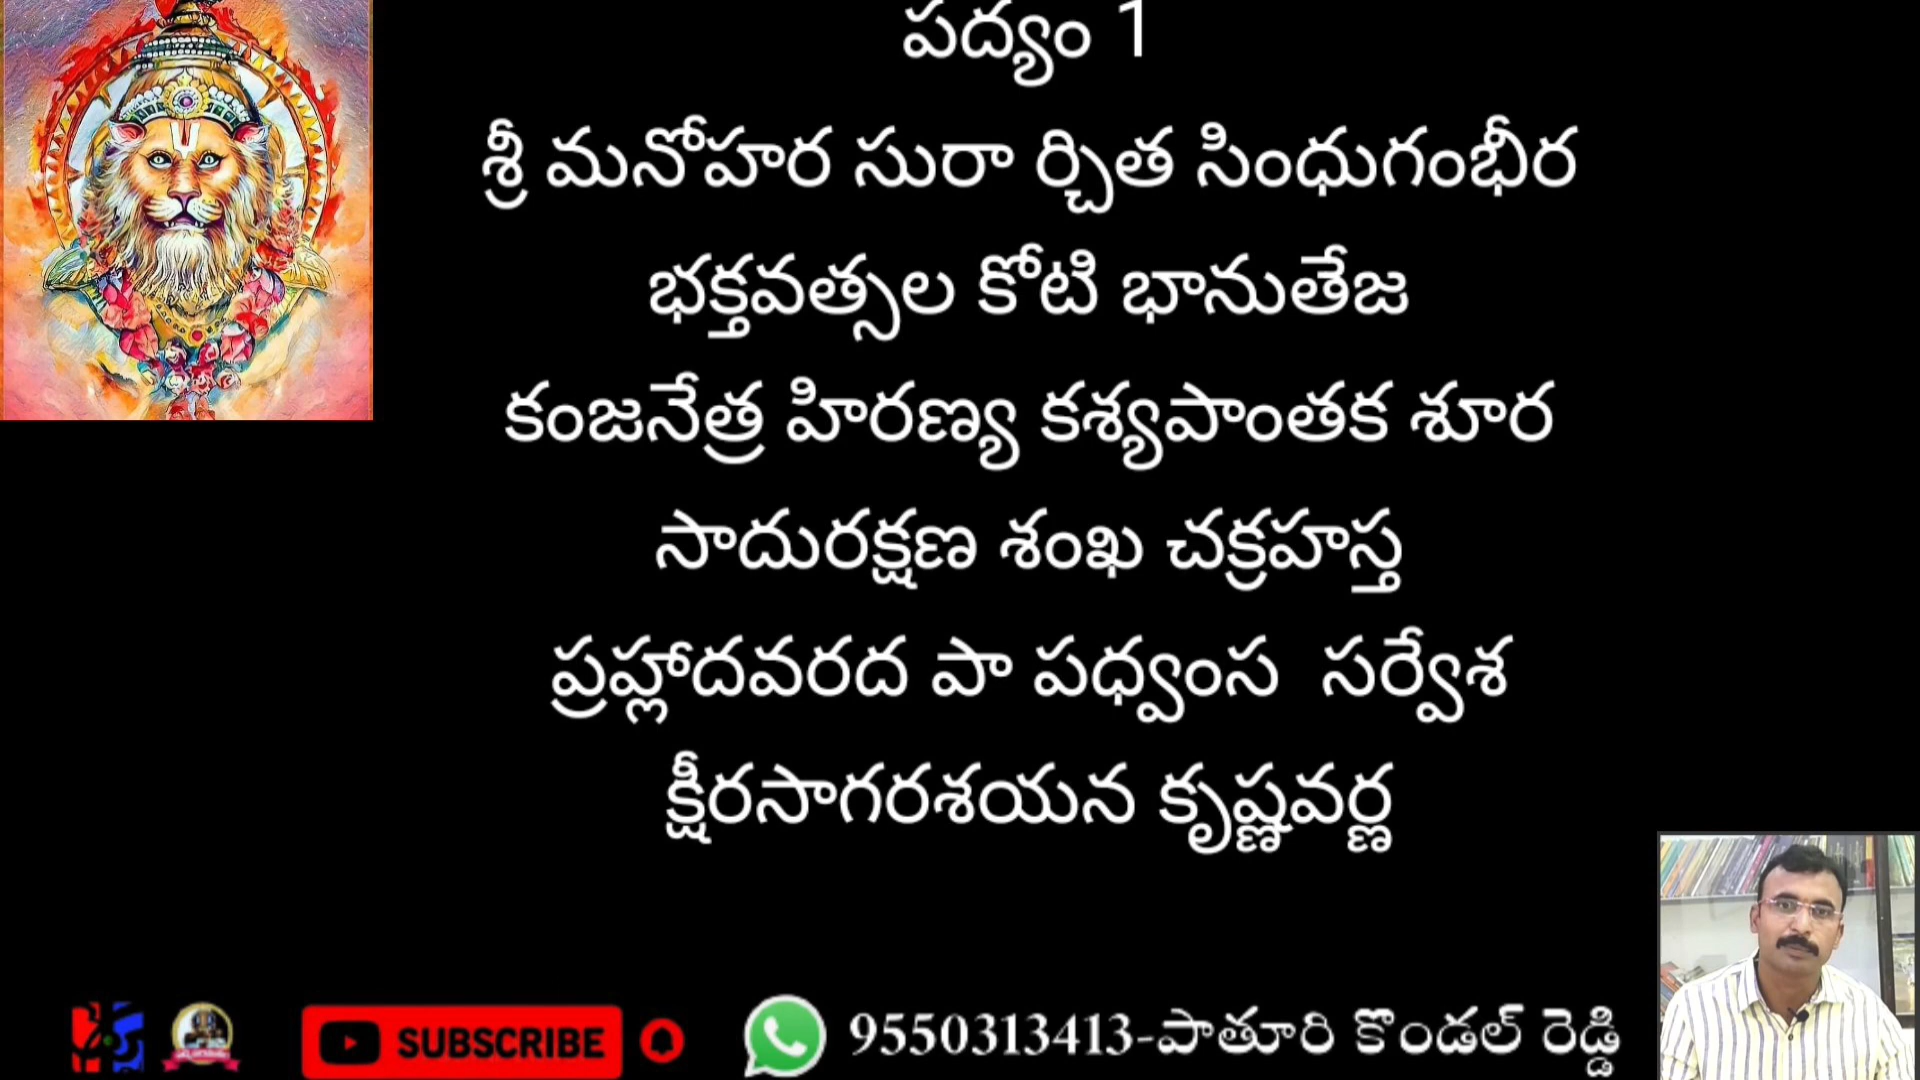 పద్యం 1
శ్రీ మనోహర సురా ర్చిత సింధుగంభీర
భక్తవత్సల కోటి భానుతేజ
కంజనేత్ర హిరణ్య కశ్యపాంతక శూర
సాదురక్షణ శంఖ చక్రహస్త
ప్రహ్లాదవరద పా పధ్వంస సర్వేశ
క్షీరసాగరశయన కృష్ణవర్ణ
SUBSCRIBE
9550313413-పాతూరి కొండల్ రెడ్డి